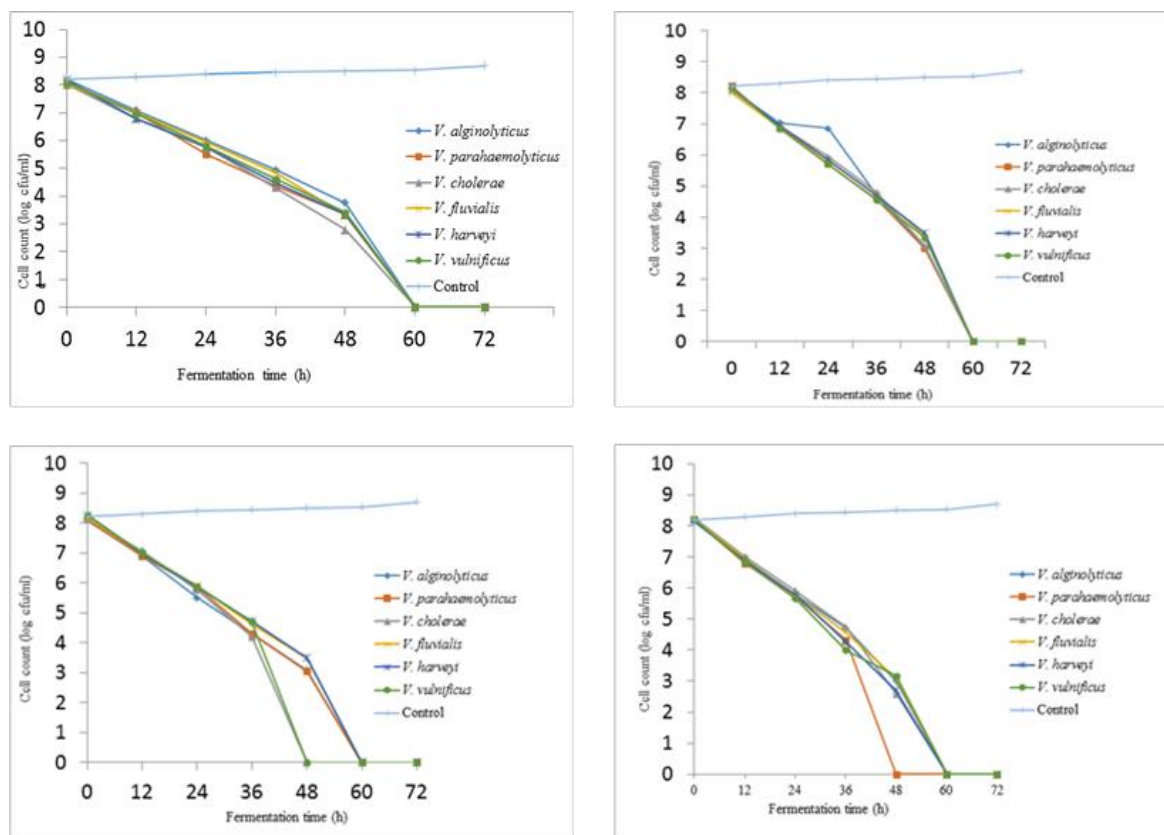 10
9
8
7
6
5
4
3
2
1
0
Cell count (log cfu/ml)
0 12 24 36 48 60 72
Fermentation time (h)
V. alginolyticus
V. parahaemolyticus
V. cholerae
V. fluvialis
V. harveyi
V. vulnificus
Control
10
9
8
7
6
5
4
3
2
1
0
Cell count (log cfu/ml)
0 12 24 36 48 60 72
Fermentation time (h)
V. alginolyticus
V. parahaemolyticus
V. cholerae
V. fluvialis
V. harveyi
V. vulnificus
Control
10
9
8
7
6
5
4
3
2
1
0
Cell count (log cfu/ml)
0 12 24 36 48 60 72
Fermentation time (h)
V. alginolyticus
V. parahaemolyticus
V. cholerae
V. fluvialis
V. harveyi
V. vulnificus
Control
10
9
8
7
6
5
4
3
2
1
0
Cell count (log cfu/ml)
0 12 24 36 48 60 72
Fermentation time (h)
V. alginolyticus
V. parahaemolyticus
V. cholerae
V. fluvialis
V. harveyi
V. vulnificus
Control